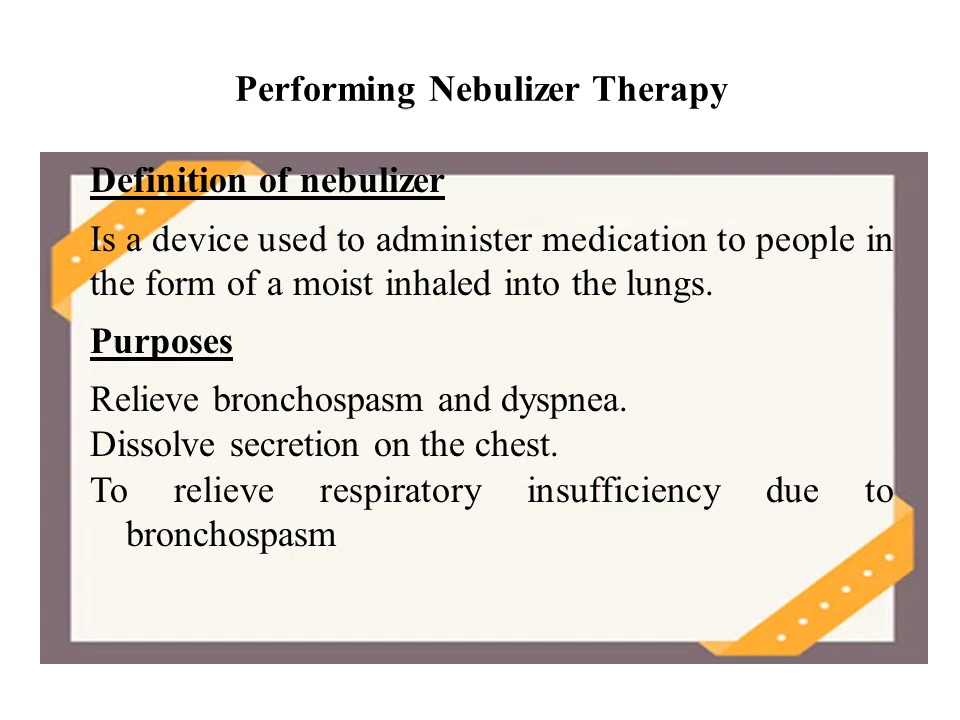 Performing Nebulizer Therapy
Definition of nebulizer
Is a device used to administer medication to people in
the form of a moist inhaled into the lungs.
Purposes
Relieve bronchospasm and dyspnea.
Dissolve secretion on the chest.
To relieve respiratory insufficiency due to
bronchospasm